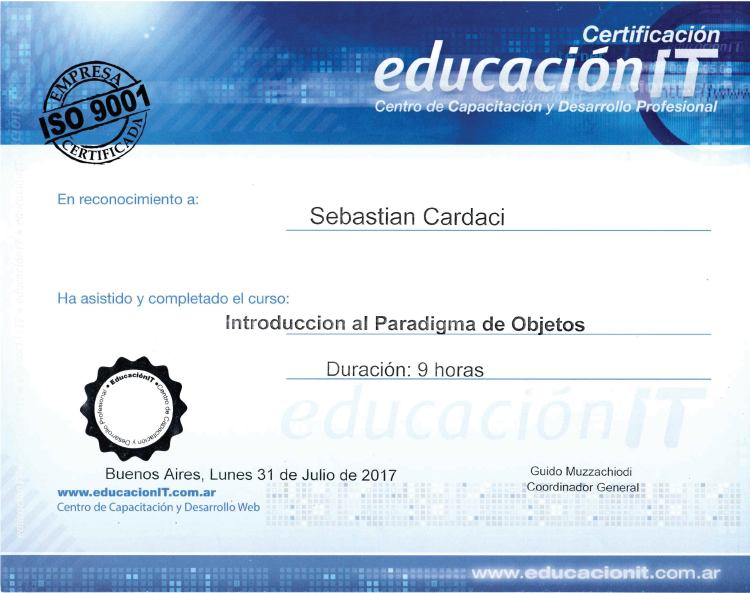 Certificación
educaciónIT
Centro de Capacitación y Desarrollo Profesional
EMPRESA
ISO 9001
CERTIFICADA
En reconocimiento a:
Sebastian Cardaci
Ha asistido y completado el curso:
Introduccion al Paradigma de Objetos
Duración: 9 horas
educaciónIT
EducaciónIT
Centro de Capacitación y Desarrollo Profesional
Buenos Aires, Lunes 31 de Julio de 2017
Guido Muzzachiodi
Coordinador General
www.educacionIT.com.ar
Centro de Capacitación y Desarrollo Web
www.educacionit.com.ar